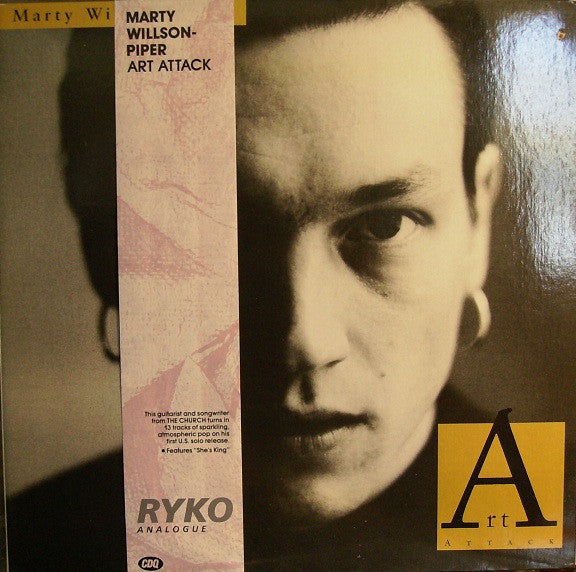 Marty Wi
MARTY
WILLSON-
PIPER
ART ATTACK
This guitarist and songwriter
from THE CHURCH turns in
13 tracks of sparkling,
atmospheric pop on his
first U.S. solo release.
• Features "She's King"
RYKO
ANALOGUE
CDQ
Art
ATTACK